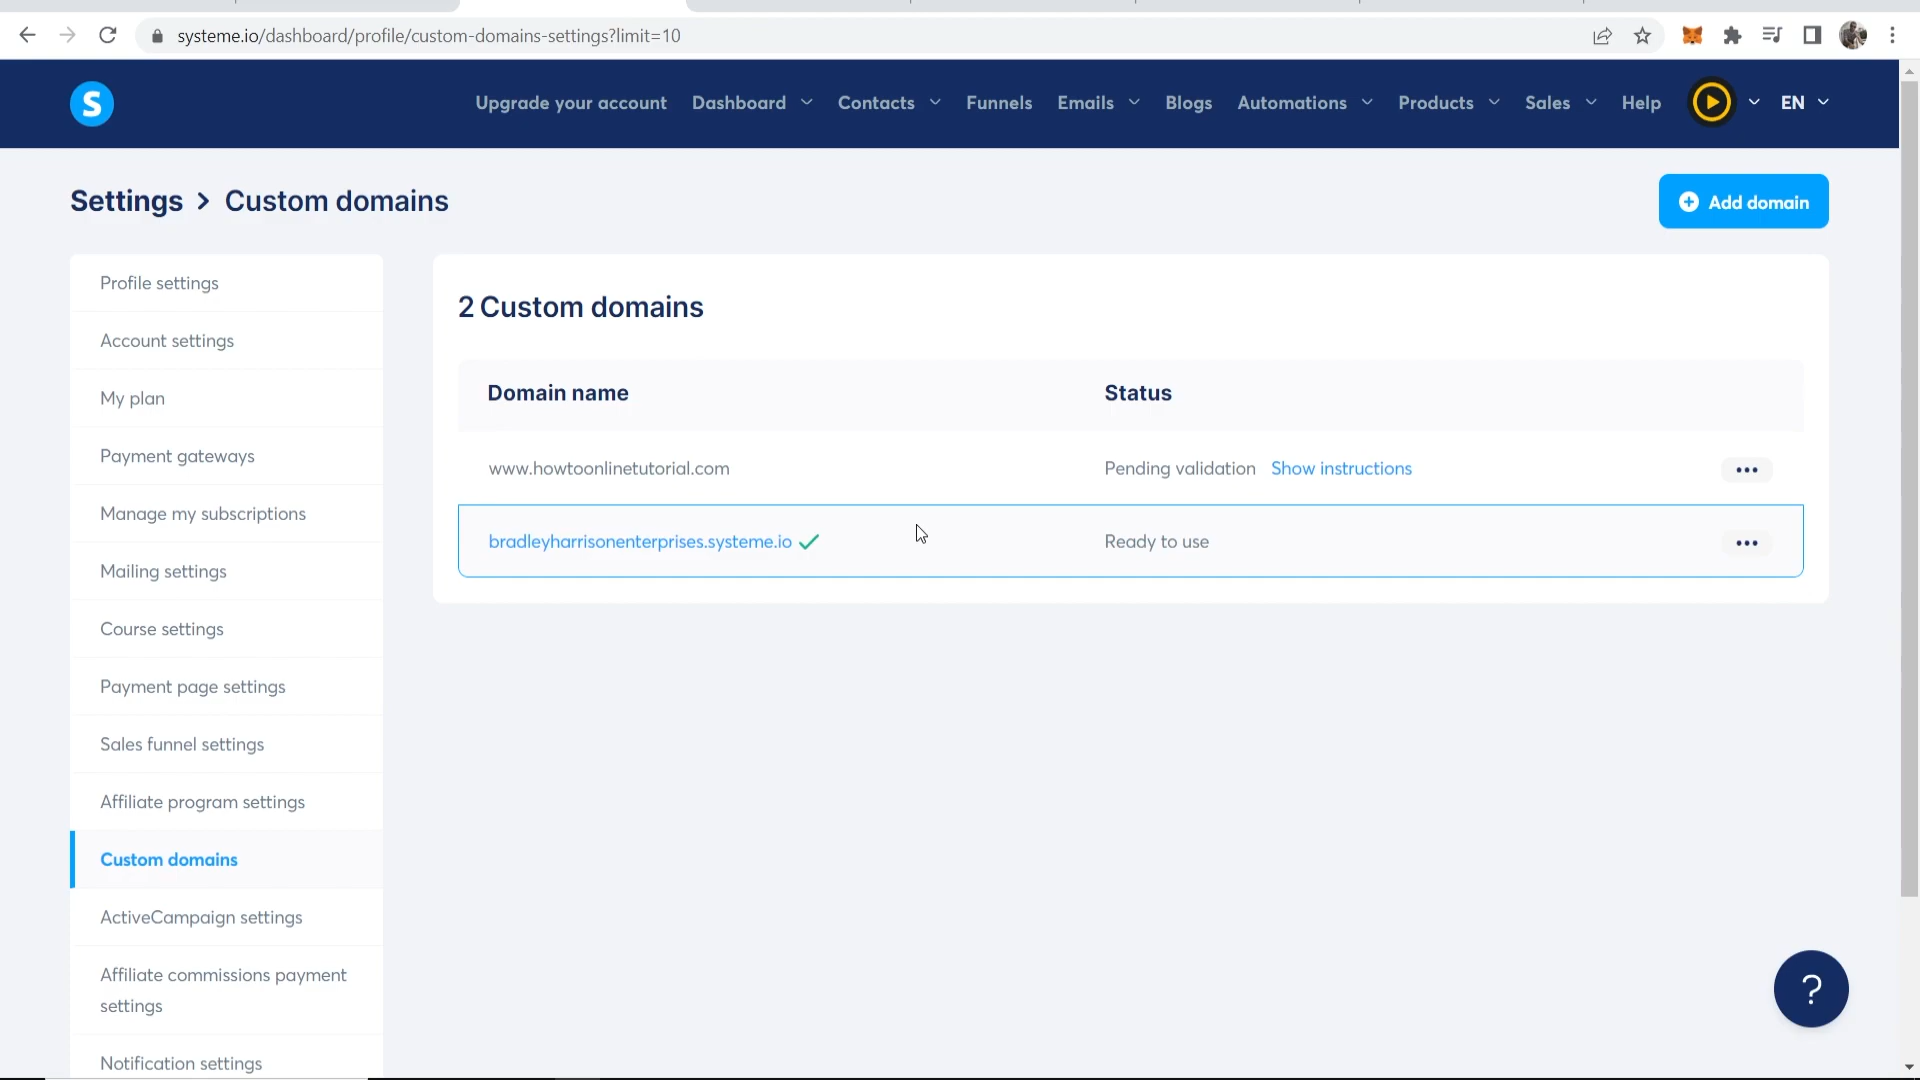 systeme.io/dashboard/profile/custom-domains-settings?limit=10
S
Upgrade your account
Dashboard
Contacts
Funnels
Emails
Blogs
Automations
Products
Sales
Help
EN
Settings > Custom domains
Add domain
Profile settings
Account settings
My plan
Payment gateways
Manage my subscriptions
Mailing settings
Course settings
Payment page settings
Sales funnel settings
Affiliate program settings
Custom domains
ActiveCampaign settings
Affiliate commissions payment
settings
Notification settings
2 Custom domains
Domain name Status
www.howtoonlinetutorial.com Pending validation Show instructions
bradleyharrisonenterprises.systeme.io Ready to use
?